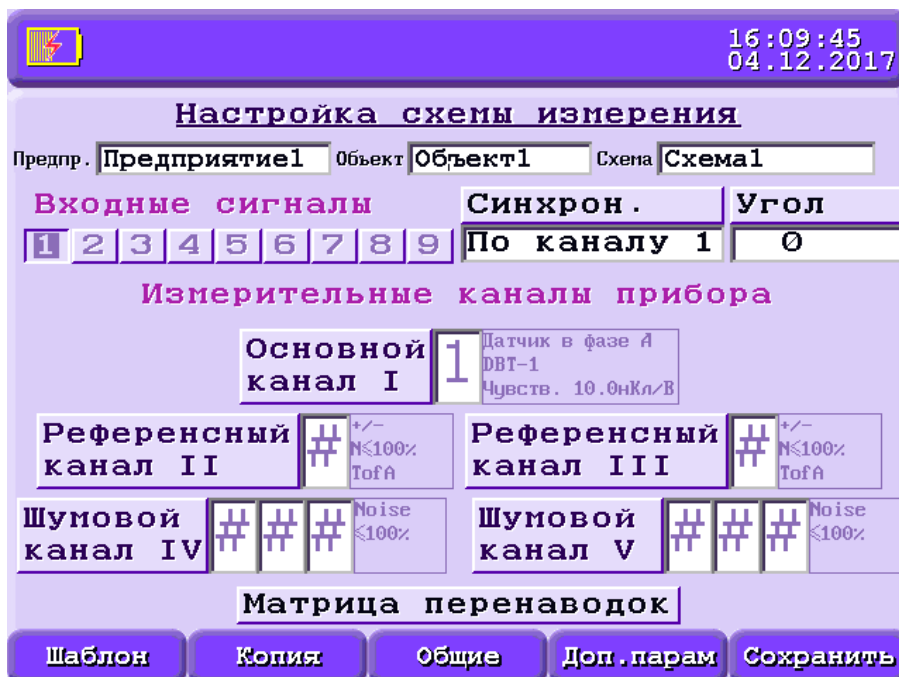 16:09:45
04.12.2017
Настройка схемы измерения
Предпр. Предприятие1 Объект Объект1 Схема Схема1
Входные сигналы Синхрон. Угол
1 2 3 4 5 6 7 8 9 По каналу 1 0
Измерительные каналы прибора
Основной канал I 1
Датчик в фазе А
DBT-1
Чувств. 10.0нКл/В
Референсный канал II #
+/-
N≤100%
TofA
Референсный канал III #
+/-
N≤100%
TofA
Шумовой канал IV # # #
Noise
≤100%
Шумовой канал V # # #
Noise
≤100%
Матрица перенаводок
Шаблон Копия Общие Доп.парам Сохранить